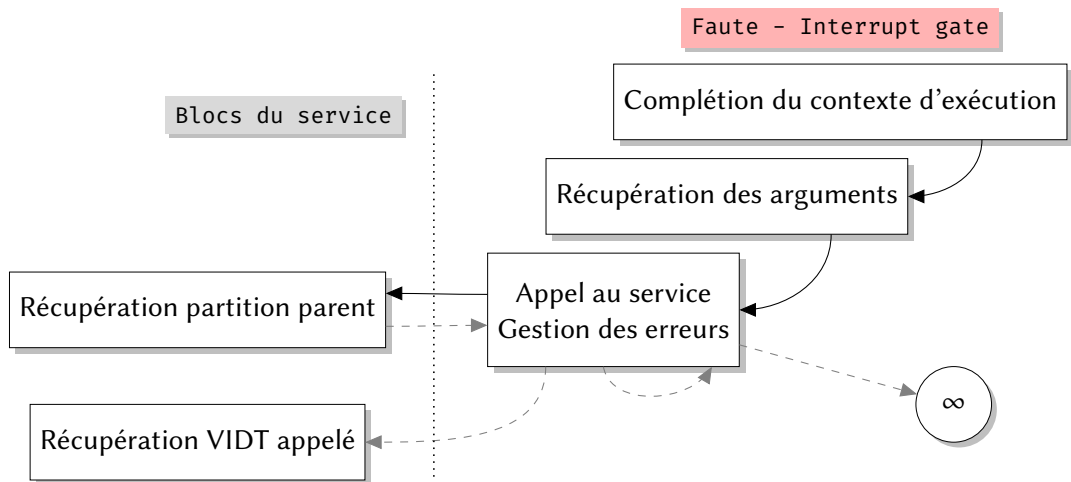 Faute - Interrupt gate
Complétion du contexte d'exécution
Blocs du service
Récupération des arguments
Appel au service
Gestion des erreurs
Récupération partition parent
∞
Récupération VIDT appelé